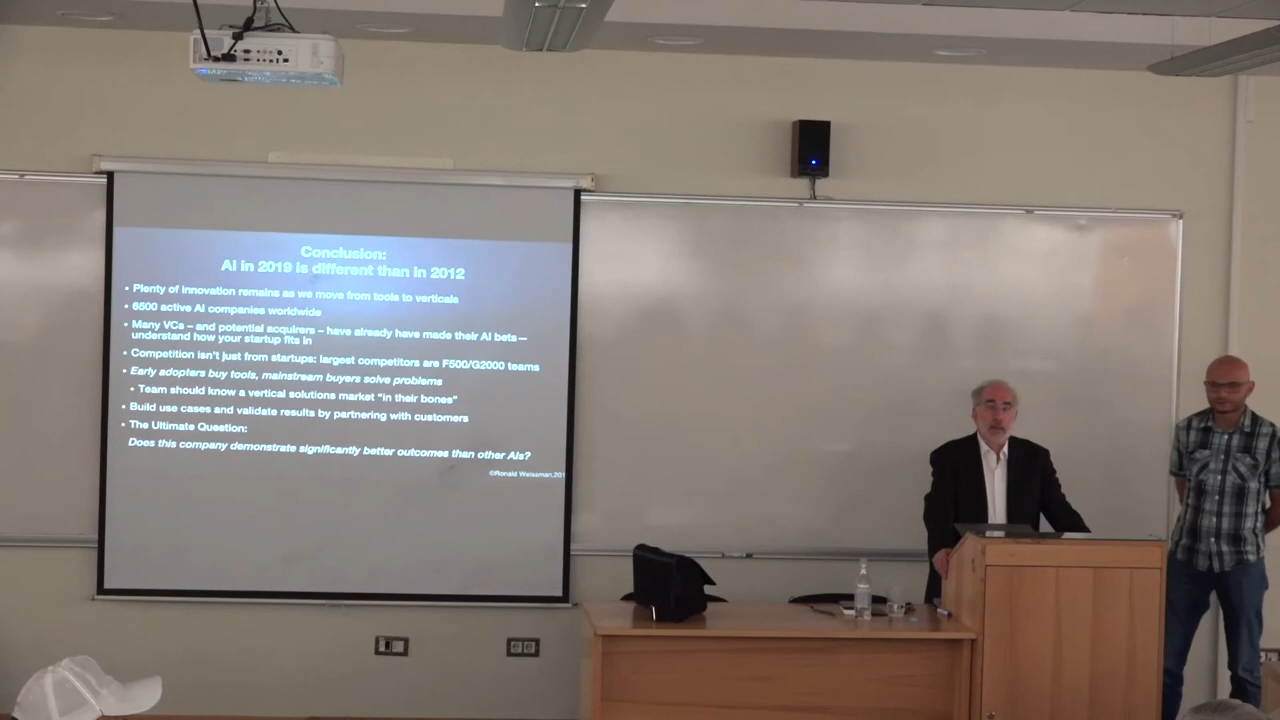 Conclusion:
AI in 2019 is different than in 2012
• Plenty of innovation remains as we move from tools to verticals
• 6500 active AI companies worldwide
• Many VCs – and potential acquirers – have already have made their AI bets—
understand how your startup fits in
• Competition isn't just from startups: largest competitors are F500/G2000 teams
• Early adopters buy tools, mainstream buyers solve problems
• Team should know a vertical solutions market "in their bones"
• Build use cases and validate results by partnering with customers
• The Ultimate Question:
Does this company demonstrate significantly better outcomes than other AIs?
©Ronald Weissman,201